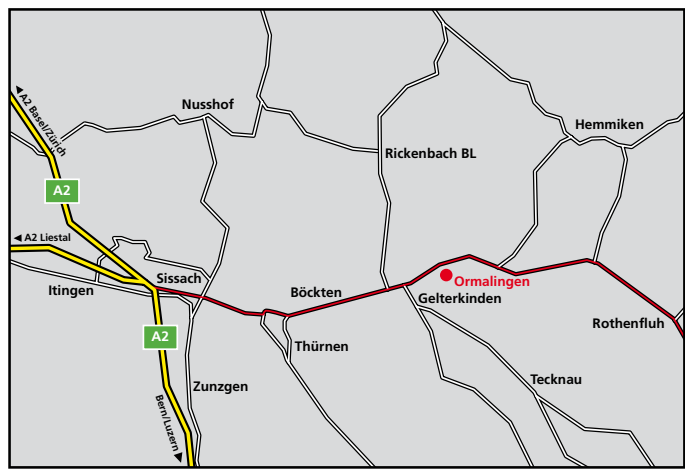 A2 Basel/Zürich
Nusshof
Hemmiken
Rickenbach BL
A2
A2 Liestal
Sissach
Itingen
Böckten
Ormalingen
Gelterkinden
Rothenfluh
A2
Thürnen
Tecknau
Zunzgen
Bern/Luzern